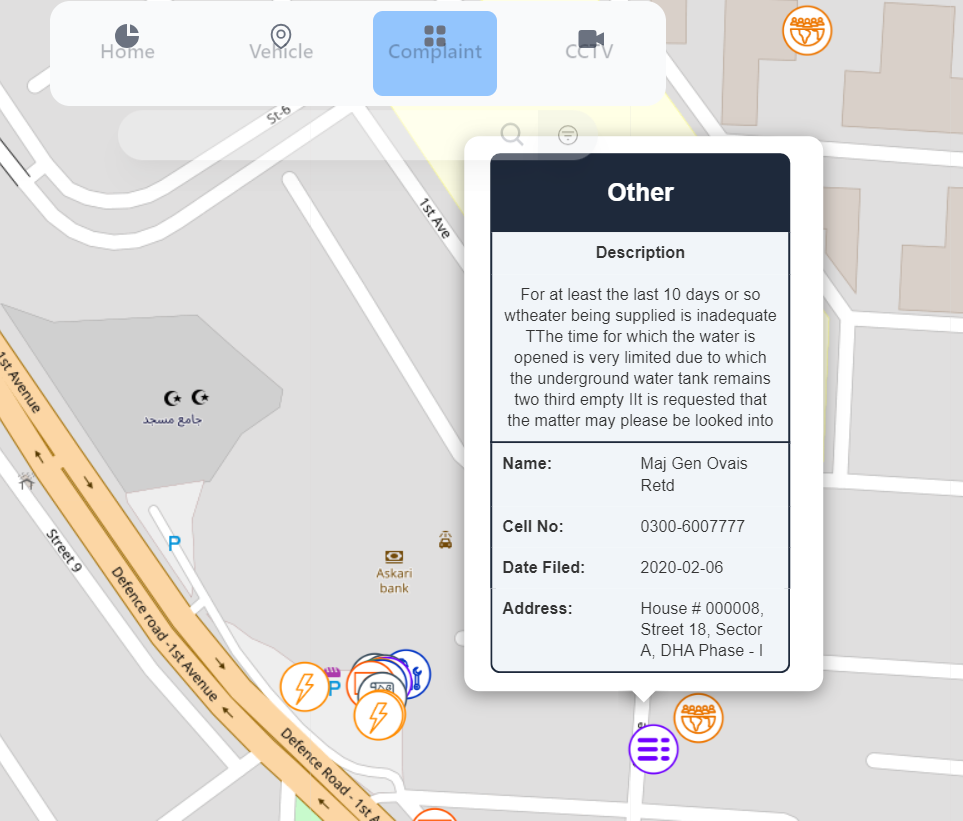 Home
Vehicle
Complaint
CCTV
St-6
1st Ave
Other
Description
For at least the last 10 days or so
wtheater being supplied is inadequate
TThe time for which the water is
opened is very limited due to which
the underground water tank remains
two third empty IIt is requested that
the matter may please be looked into
Name:
Maj Gen Ovais
Retd
Cell No:
0300-6007777
Date Filed:
2020-02-06
Address:
House # 000008,
Street 18, Sector
A, DHA Phase - I
1st Avenue
جامع مسجد
P
Street 9
Askari
bank
Defence road -1st Avenue
P
Defence Road - 1st A